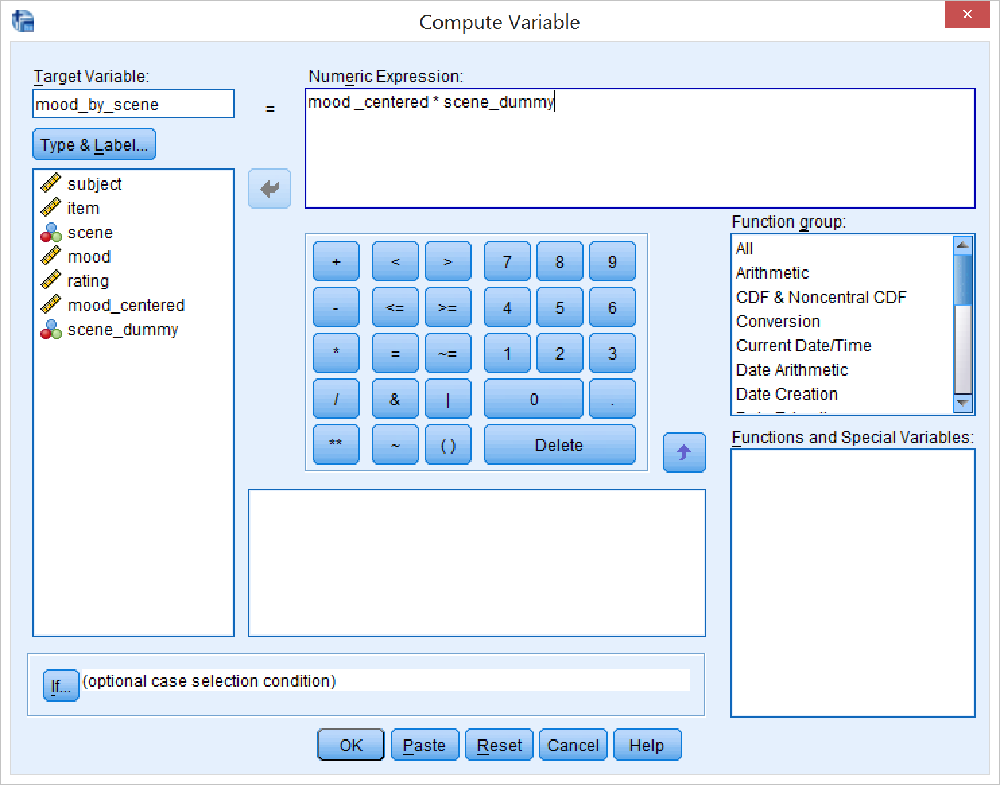 Compute Variable
Target Variable:
mood_by_scene
=
Numeric Expression:
mood _centered * scene_dummy
Type & Label...
subject
item
scene
mood
rating
mood_centered
scene_dummy
+ < > 7 8 9
- <= >= 4 5 6
* = ~= 1 2 3
/ & | 0 .
** ~ ( ) Delete
Function group:
All
Arithmetic
CDF & Noncentral CDF
Conversion
Current Date/Time
Date Arithmetic
Date Creation
Functions and Special Variables:
If... (optional case selection condition)
OK Paste Reset Cancel Help